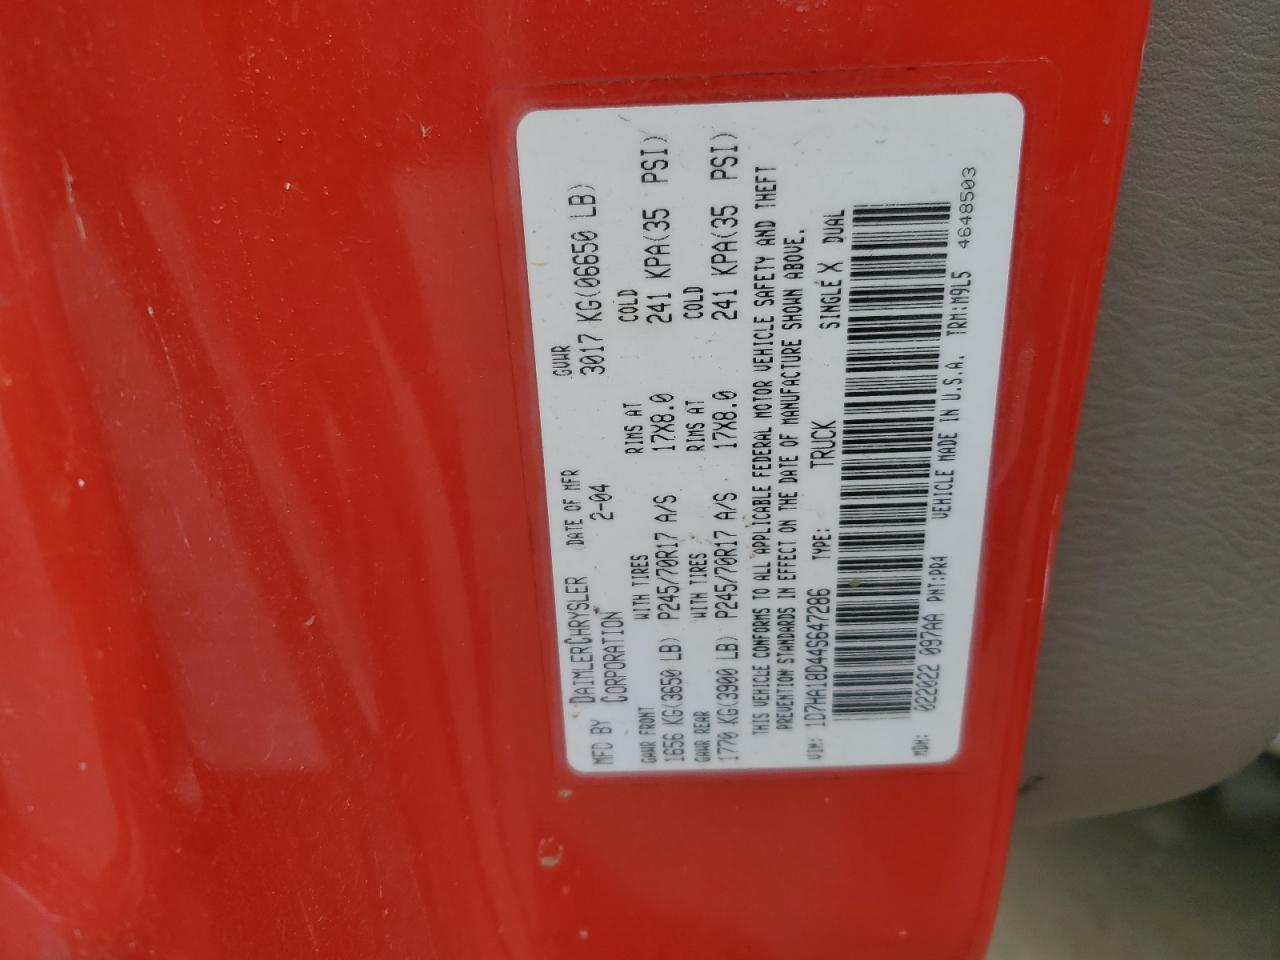 MFD BY DAIMLERCHRYSLER CORPORATION
DATE OF MFR 2-04
GVWR 3017 KG(06650 LB)
GAWR FRONT WITH TIRES RIMS AT COLD
1656 KG(3650 LB) P245/70R17 A/S 17X8.0 241 KPA(35 PSI)
GAWR REAR WITH TIRES RIMS AT COLD
1770 KG(3900 LB) P245/70R17 A/S 17X8.0 241 KPA(35 PSI)
THIS VEHICLE CONFORMS TO ALL APPLICABLE FEDERAL MOTOR VEHICLE SAFETY AND THEFT
PREVENTION STANDARDS IN EFFECT ON THE DATE OF MANUFACTURE SHOWN ABOVE.
VIN: 1D7HA18D44S647286 TYPE: TRUCK SINGLE X DUAL
MDH: 022022 097AA PNT:PR4 VEHICLE MADE IN U.S.A. TRM:M9L5 4648503